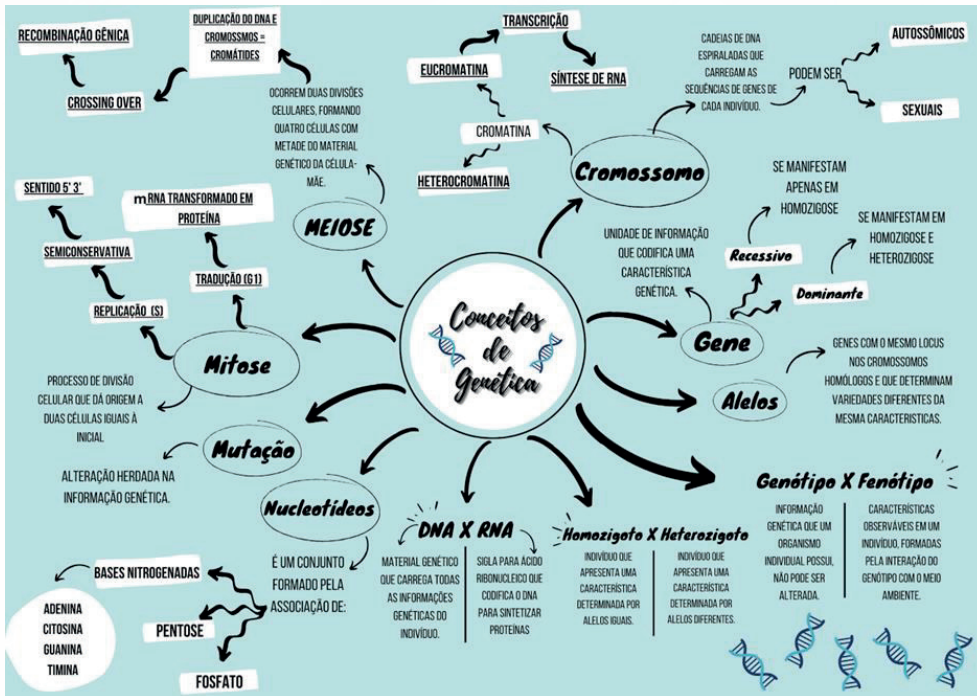 Conceitos
de
Genética
RECOMBINAÇÃO GÊNICA
CROSSING OVER
DUPLICAÇÃO DO DNA E
CROMOSSMOS =
CROMÁTIDES
OCORREM DUAS DIVISÕES
CELULARES, FORMANDO
QUATRO CÉLULAS COM
METADE DO MATERIAL
GENÉTICO DA CÉLULA-
MÃE.
MEIOSE
TRANSCRIÇÃO
EUCROMATINA
SÍNTESE DE RNA
CROMATINA
HETEROCROMATINA
Cromossomo
CADEIAS DE DNA
ESPIRALADAS QUE
CARREGAM AS
SEQUÊNCIAS DE GENES DE
CADA INDIVÍDUO.
PODEM SER
AUTOSSÔMICOS
SEXUAIS
SENTIDO 5' 3'
SEMICONSERVATIVA
REPLICAÇÃO (S)
mRNA TRANSFORMADO EM
PROTEÍNA
TRADUÇÃO (G1)
Mitose
PROCESSO DE DIVISÃO
CELULAR QUE DÁ ORIGEM A
DUAS CÉLULAS IGUAIS À
INICIAL
UNIDADE DE INFORMAÇÃO
QUE CODIFICA UMA
CARACTERÍSTICA
GENÉTICA.
SE MANIFESTAM
APENAS EM
HOMOZIGOSE
Recessivo
SE MANIFESTAM EM
HOMOZIGOSE E
HETEROZIGOSE
Dominante
Gene
Alelos
GENES COM O MESMO LOCUS
NOS CROMOSSOMOS
HOMÓLOGOS E QUE DETERMINAM
VARIEDADES DIFERENTES DA
MESMA CARACTERISTICAS.
Mutação
ALTERAÇÃO HERDADA NA
INFORMAÇÃO GENÉTICA.
Nucleotídeos
É UM CONJUNTO
FORMADO PELA
ASSOCIAÇÃO DE:
BASES NITROGENADAS
ADENINA
CITOSINA
GUANINA
TIMINA
PENTOSE
FOSFATO
DNA X RNA
MATERIAL GENÉTICO
QUE CARREGA TODAS
AS INFORMAÇÕES
GENÉTICAS DO
INDIVÍDUO.
SIGLA PARA ÁCIDO
RIBONUCLEICO QUE
CODIFICA O DNA
PARA SINTETIZAR
PROTEÍNAS
Homozigoto X Heterozigoto
INDIVÍDUO QUE
APRESENTA UMA
CARACTERÍSTICA
DETERMINADA POR
ALELOS IGUAIS.
INDIVÍDUO QUE
APRESENTA UMA
CARACTERÍSTICA
DETERMINADA POR
ALELOS DIFERENTES.
Genótipo X Fenótipo
INFORMAÇÃO
GENÉTICA QUE UM
ORGANISMO
INDIVIDUAL POSSUI,
NÃO PODE SER
ALTERADA.
CARACTERÍSTICAS
OBSERVÁVEIS EM UM
INDIVÍDUO, FORMADAS
PELA INTERAÇÃO DO
GENÓTIPO COM O MEIO
AMBIENTE.